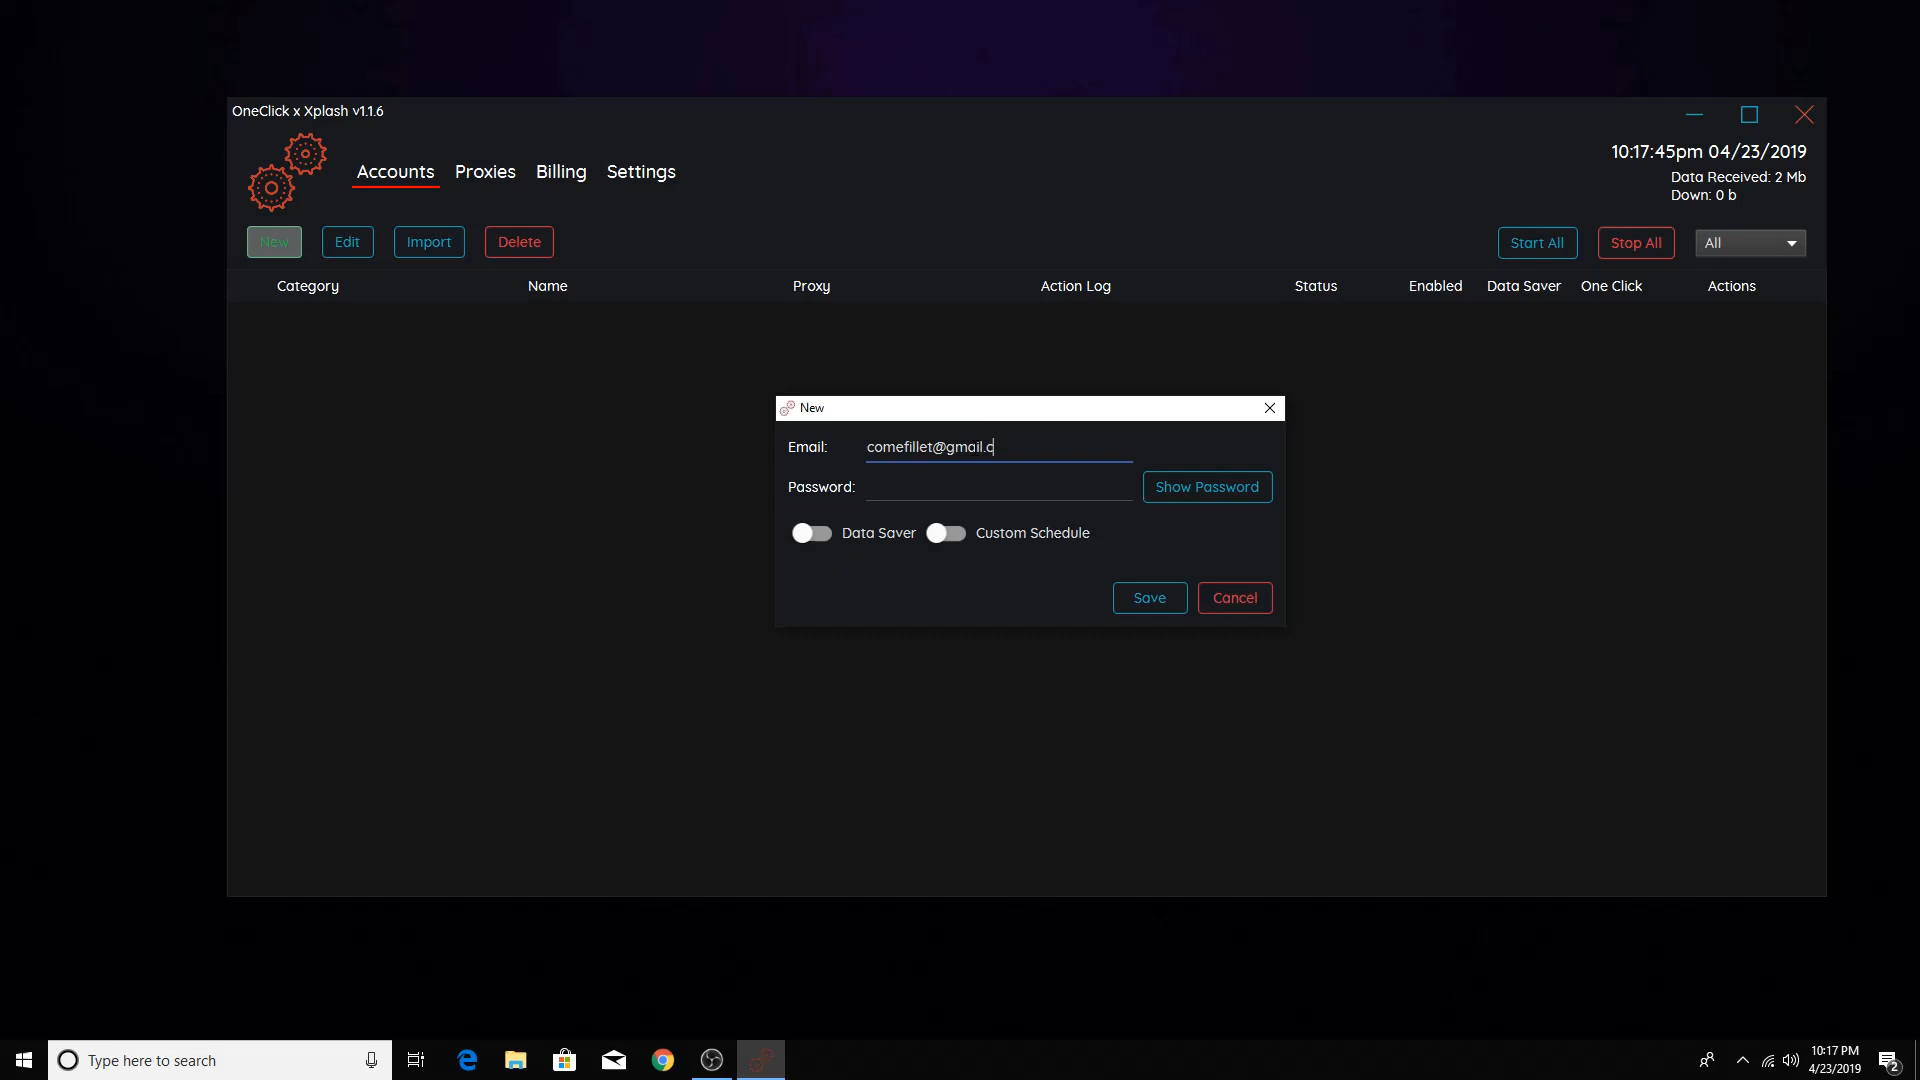 OneClick x Xplash v1.1.6
Accounts Proxies Billing Settings
10:17:45pm 04/23/2019
Data Received: 2 Mb
Down: 0 b
New Edit Import Delete Start All Stop All All
Category Name Proxy Action Log Status Enabled Data Saver One Click Actions
New
Email: comefillet@gmail.c
Password: Show Password
Data Saver Custom Schedule
Save Cancel
Type here to search
10:17 PM
4/23/2019
2